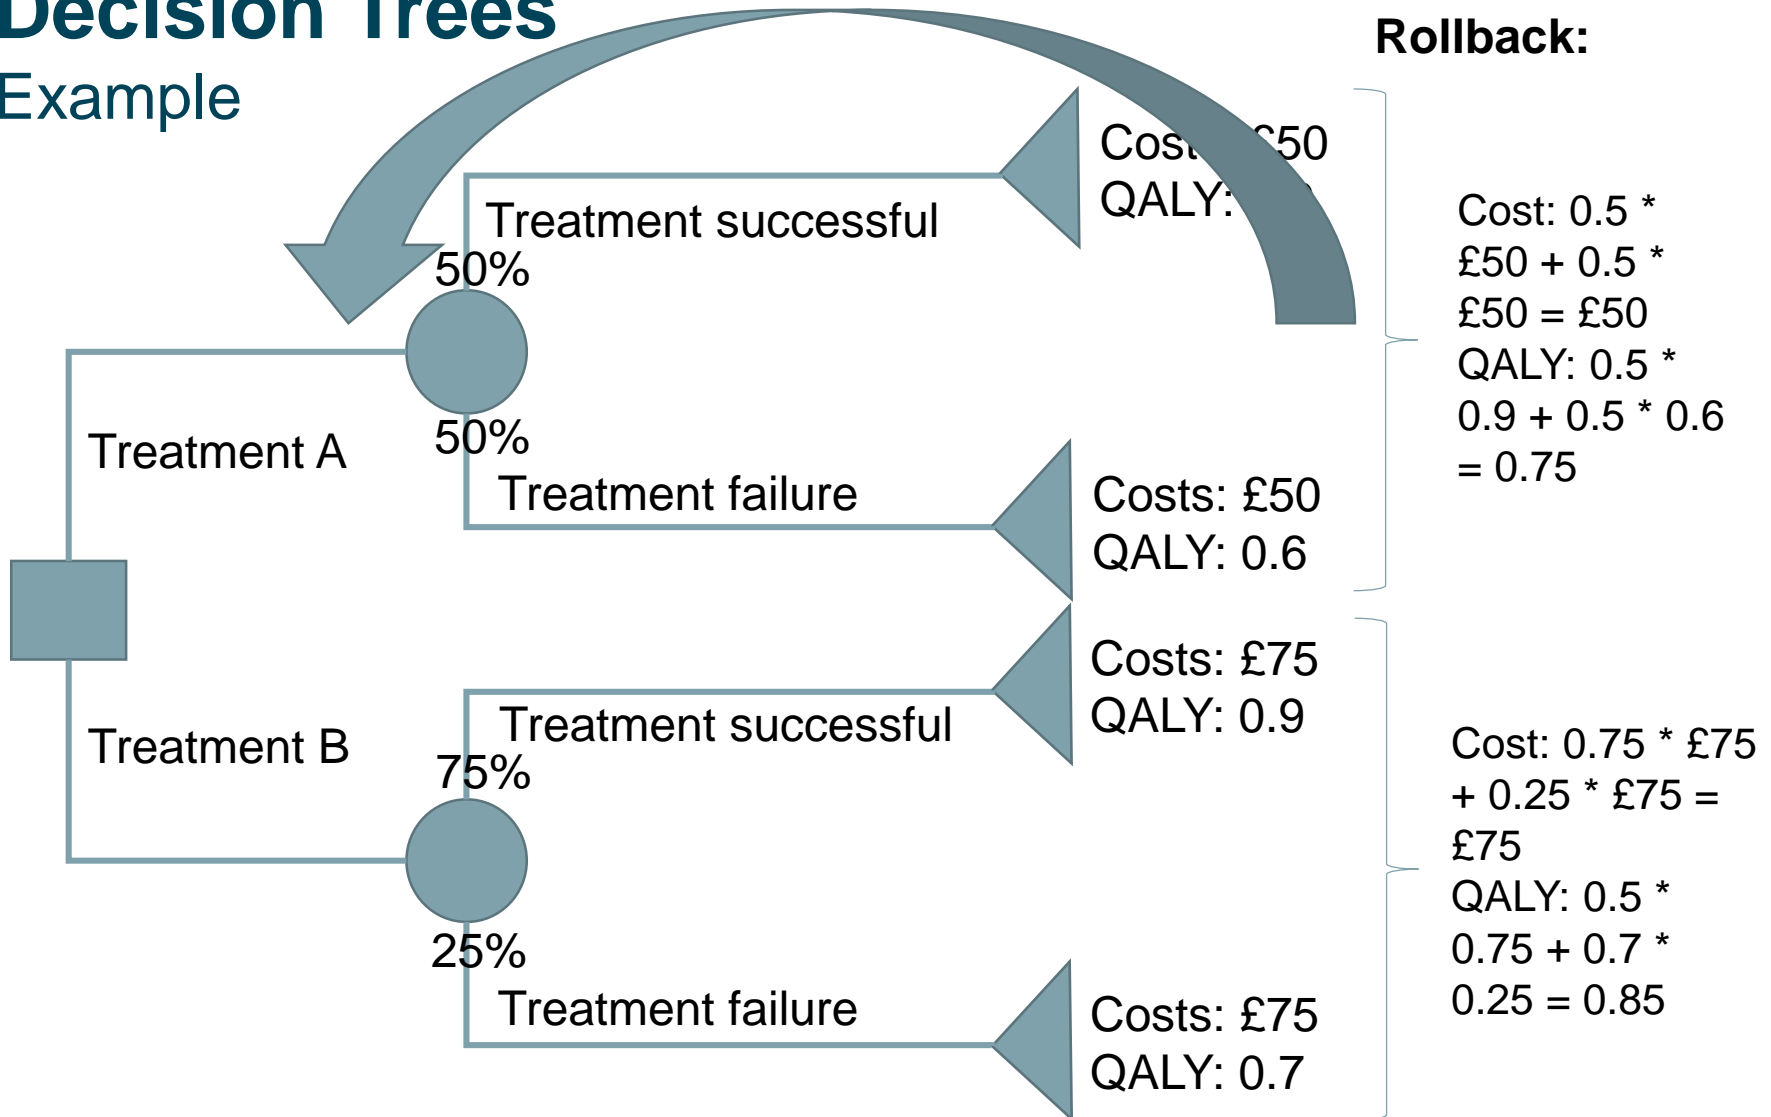 Decision Trees
Example
Rollback:
Cost £50
QALY:
Treatment successful
50%
50%
Treatment A
Treatment failure
Costs: £50
QALY: 0.6
Cost: 0.5 *
£50 + 0.5 *
£50 = £50
QALY: 0.5 *
0.9 + 0.5 * 0.6
= 0.75
Costs: £75
QALY: 0.9
Treatment successful
Treatment B
75%
25%
Treatment failure
Costs: £75
QALY: 0.7
Cost: 0.75 * £75
+ 0.25 * £75 =
£75
QALY: 0.5 *
0.75 + 0.7 *
0.25 = 0.85